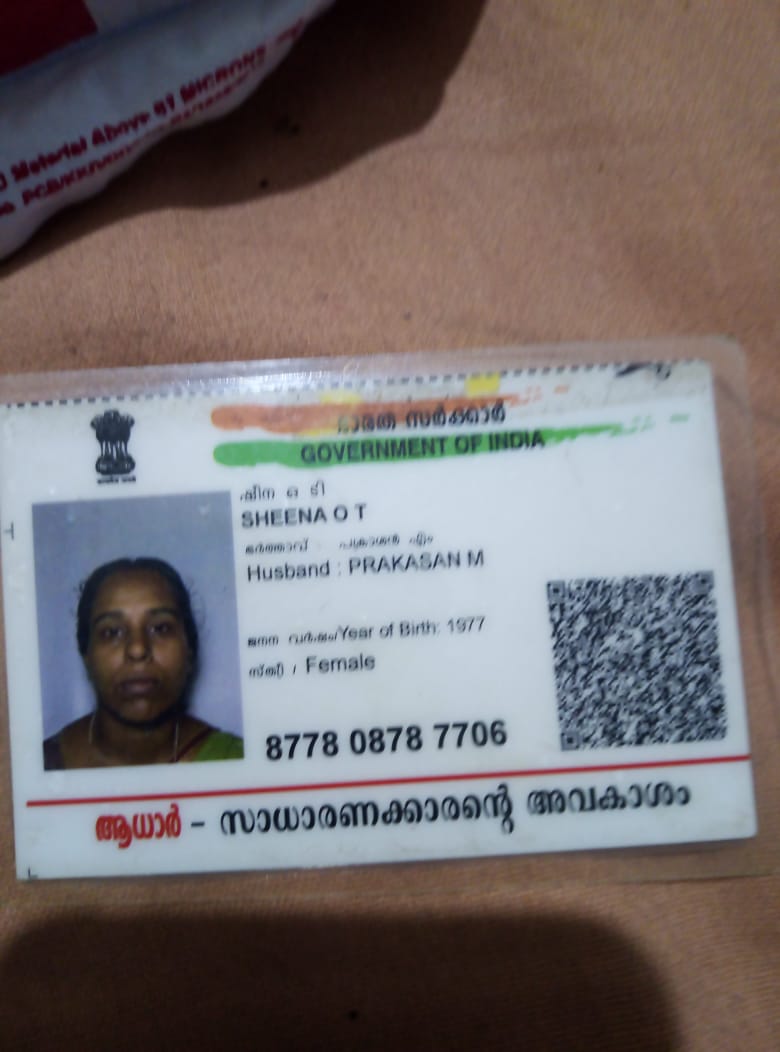 Material Above 51 MICRONS
ഭാരത സർക്കാർ
GOVERNMENT OF INDIA
ഷീന ഒ ടി
SHEENA O T
ഭർത്താവ് : പ്രകാശൻ എം
Husband : PRAKASAN M
ജനന വർഷം/Year of Birth: 1977
സ്ത്രീ / Female
8778 0878 7706
ആധാർ – സാധാരണക്കാരന്റെ അവകാശം